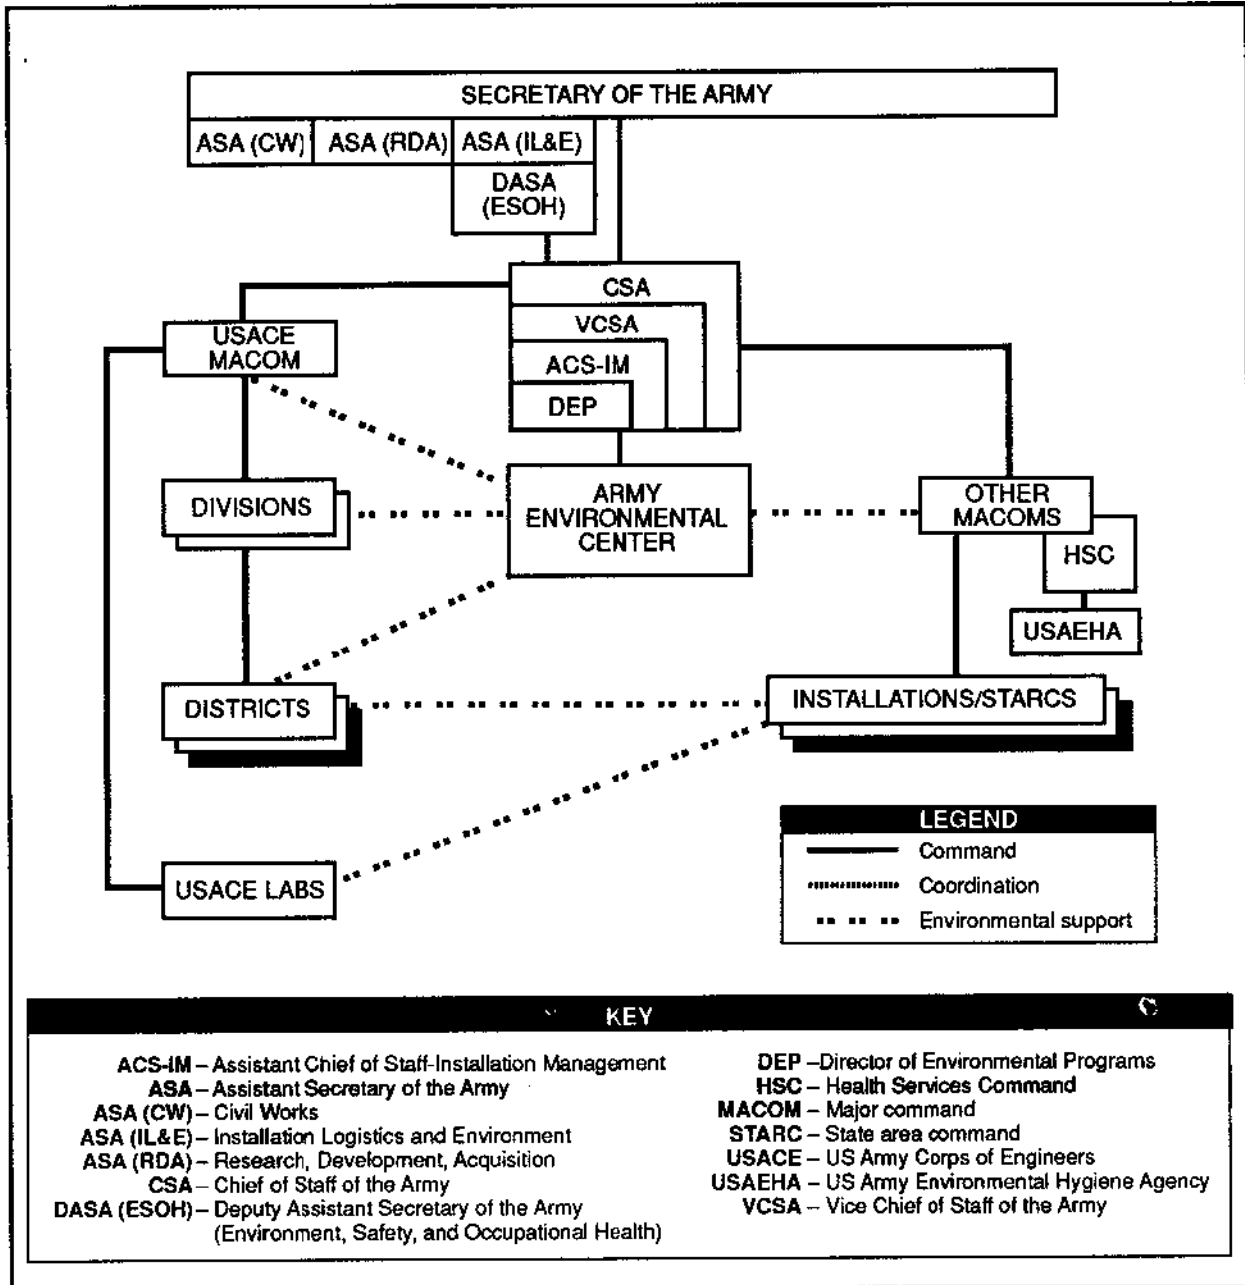 SECRETARY OF THE ARMY
ASA (CW) ASA (RDA) ASA (IL&E)
DASA
(ESOH)
CSA
VCSA
ACS-IM
DEP
USACE
MACOM
DIVISIONS
ARMY
ENVIRONMENTAL
CENTER
OTHER
MACOMS
HSC
USAEHA
DISTRICTS
INSTALLATIONS/STARCS
USACE LABS
LEGEND
Command
Coordination
Environmental support
KEY
ACS-IM – Assistant Chief of Staff-Installation Management
ASA – Assistant Secretary of the Army
ASA (CW) – Civil Works
ASA (IL&E) – Installation Logistics and Environment
ASA (RDA) – Research, Development, Acquisition
CSA – Chief of Staff of the Army
DASA (ESOH) – Deputy Assistant Secretary of the Army
(Environment, Safety, and Occupational Health)
DEP –Director of Environmental Programs
HSC – Health Services Command
MACOM – Major command
STARC – State area command
USACE – US Army Corps of Engineers
USAEHA – US Army Environmental Hygiene Agency
VCSA – Vice Chief of Staff of the Army